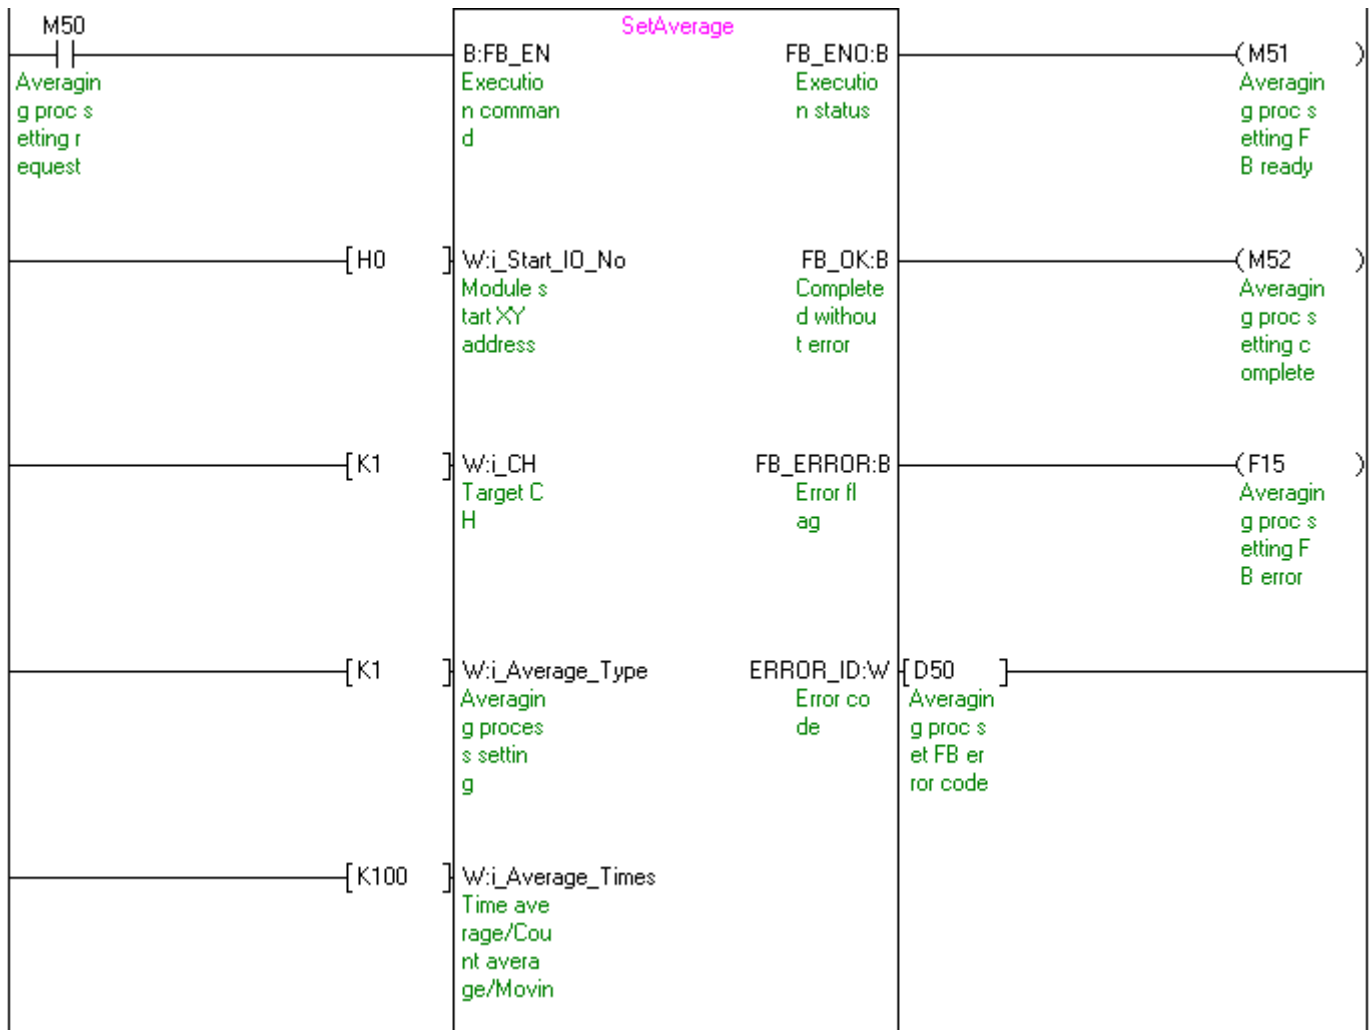 SetAverage
M50
B:FB_EN
FB_ENO:B
(M51 )
Averagin
g proc s
etting r
equest
Executio
n comman
d
Executio
n status
Averagin
g proc s
etting F
B ready
[H0 ]
W:i_Start_IO_No
FB_OK:B
(M52 )
Module s
tart XY
address
Complete
d withou
t error
Averagin
g proc s
etting c
omplete
[K1 ]
W:i_CH
FB_ERROR:B
(F15 )
Target C
H
Error fl
ag
Averagin
g proc s
etting F
B error
[K1 ]
W:i_Average_Type
ERROR_ID:W
[D50 ]
Averagin
g proces
s settin
g
Error co
de
Averagin
g proc s
et FB er
ror code
[K100 ]
W:i_Average_Times
Time ave
rage/Cou
nt avera
ge/Movin